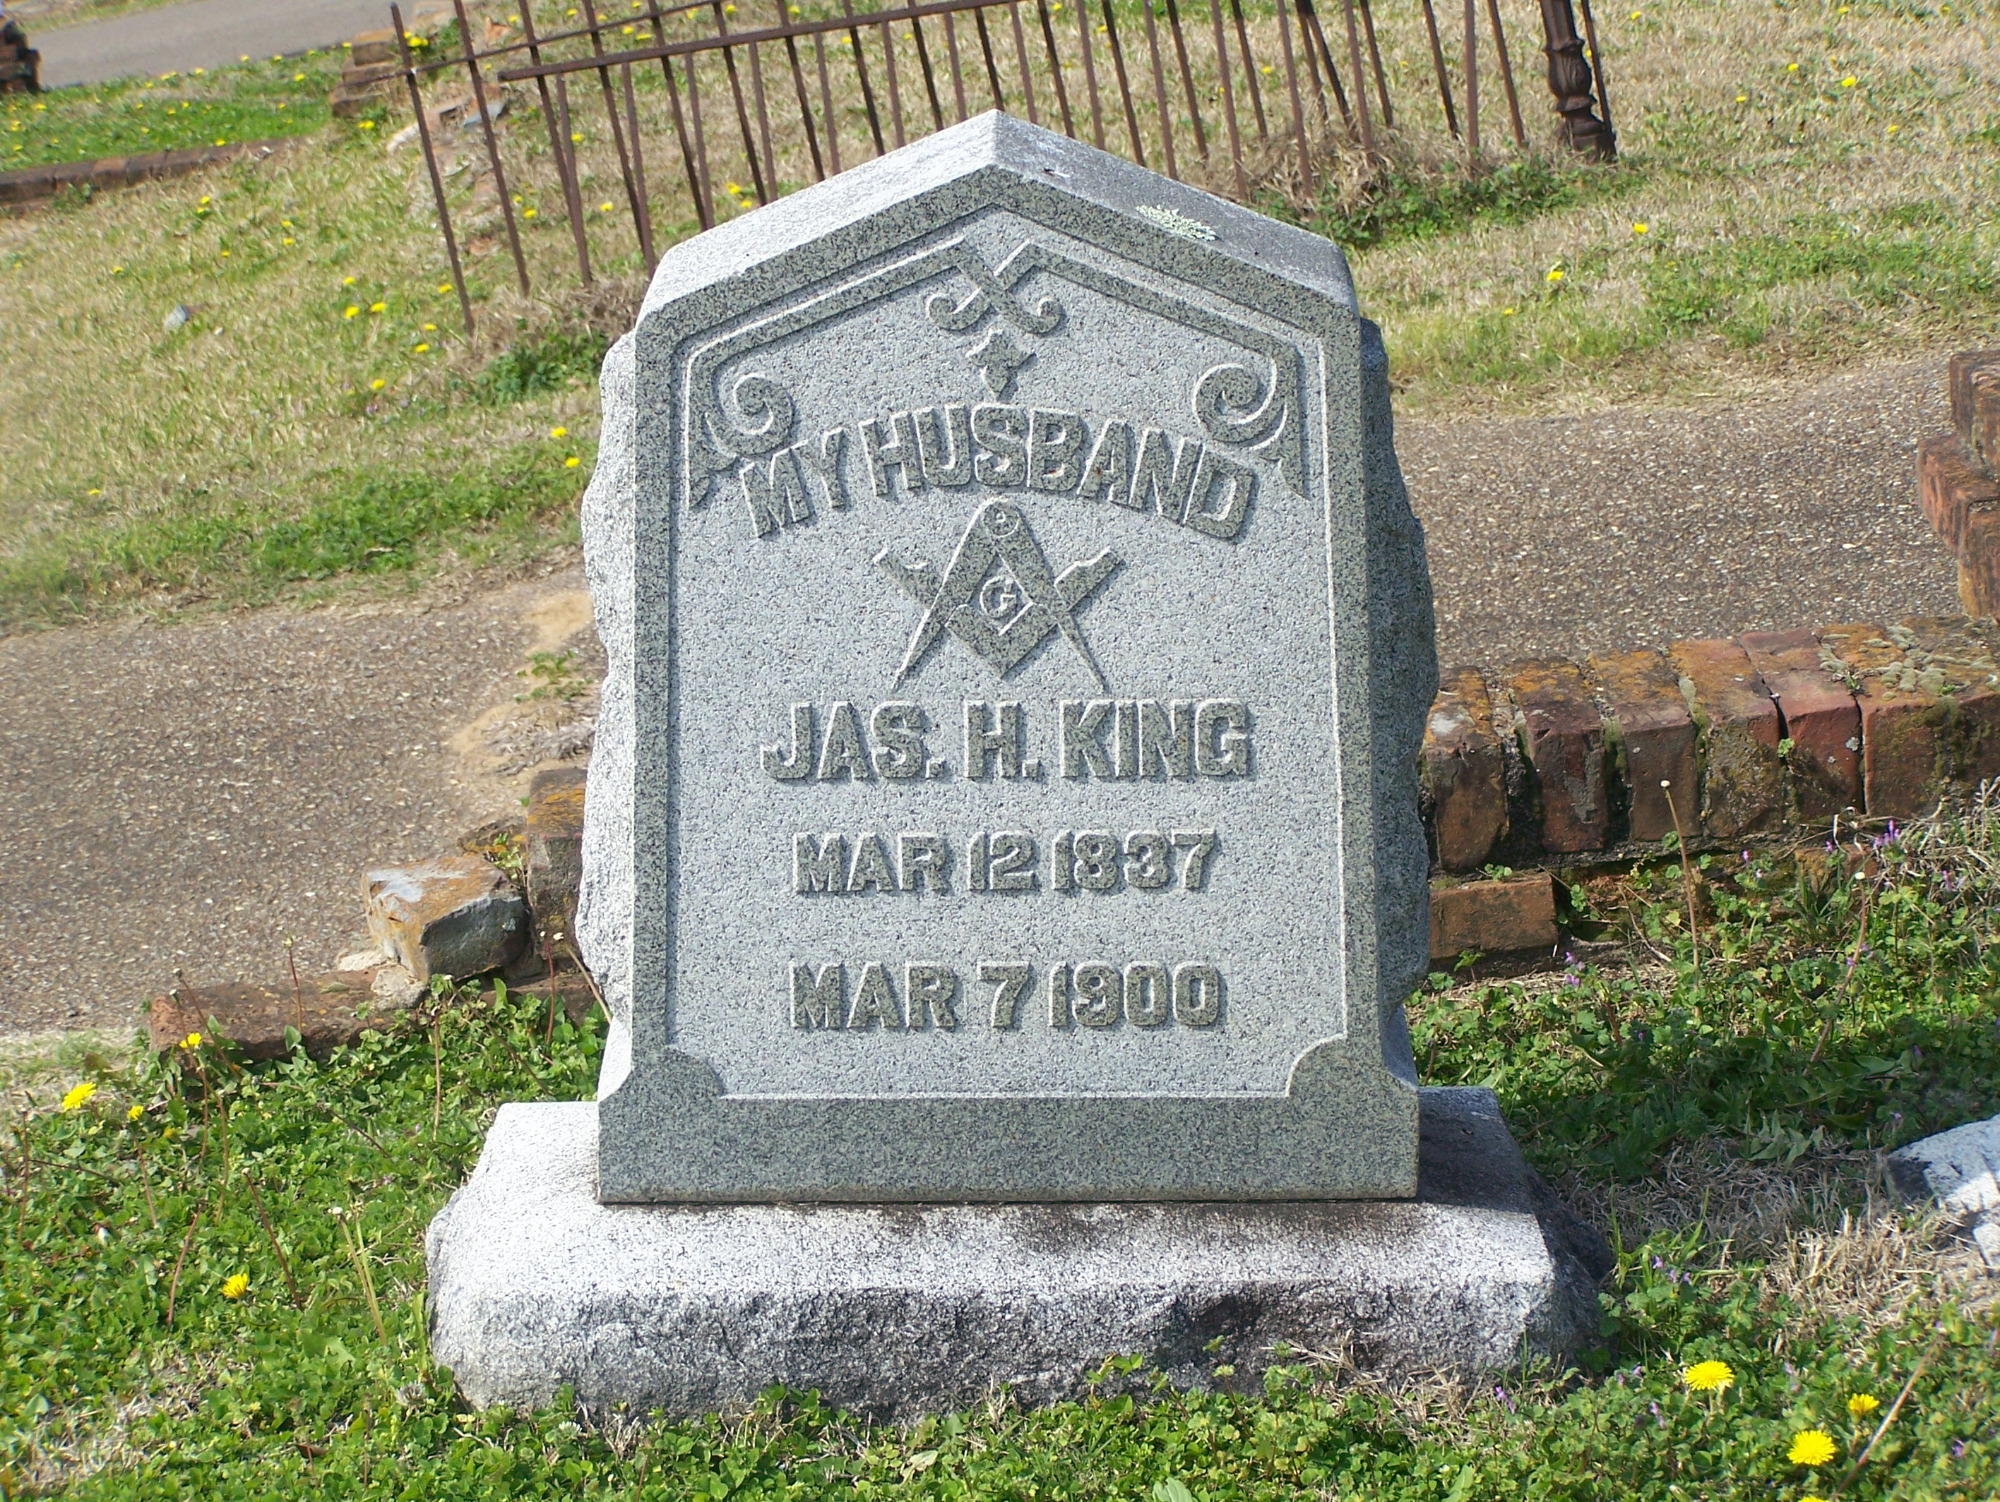 MY HUSBAND
G
JAS. H. KING
MAR 12 1837
MAR 7 1900